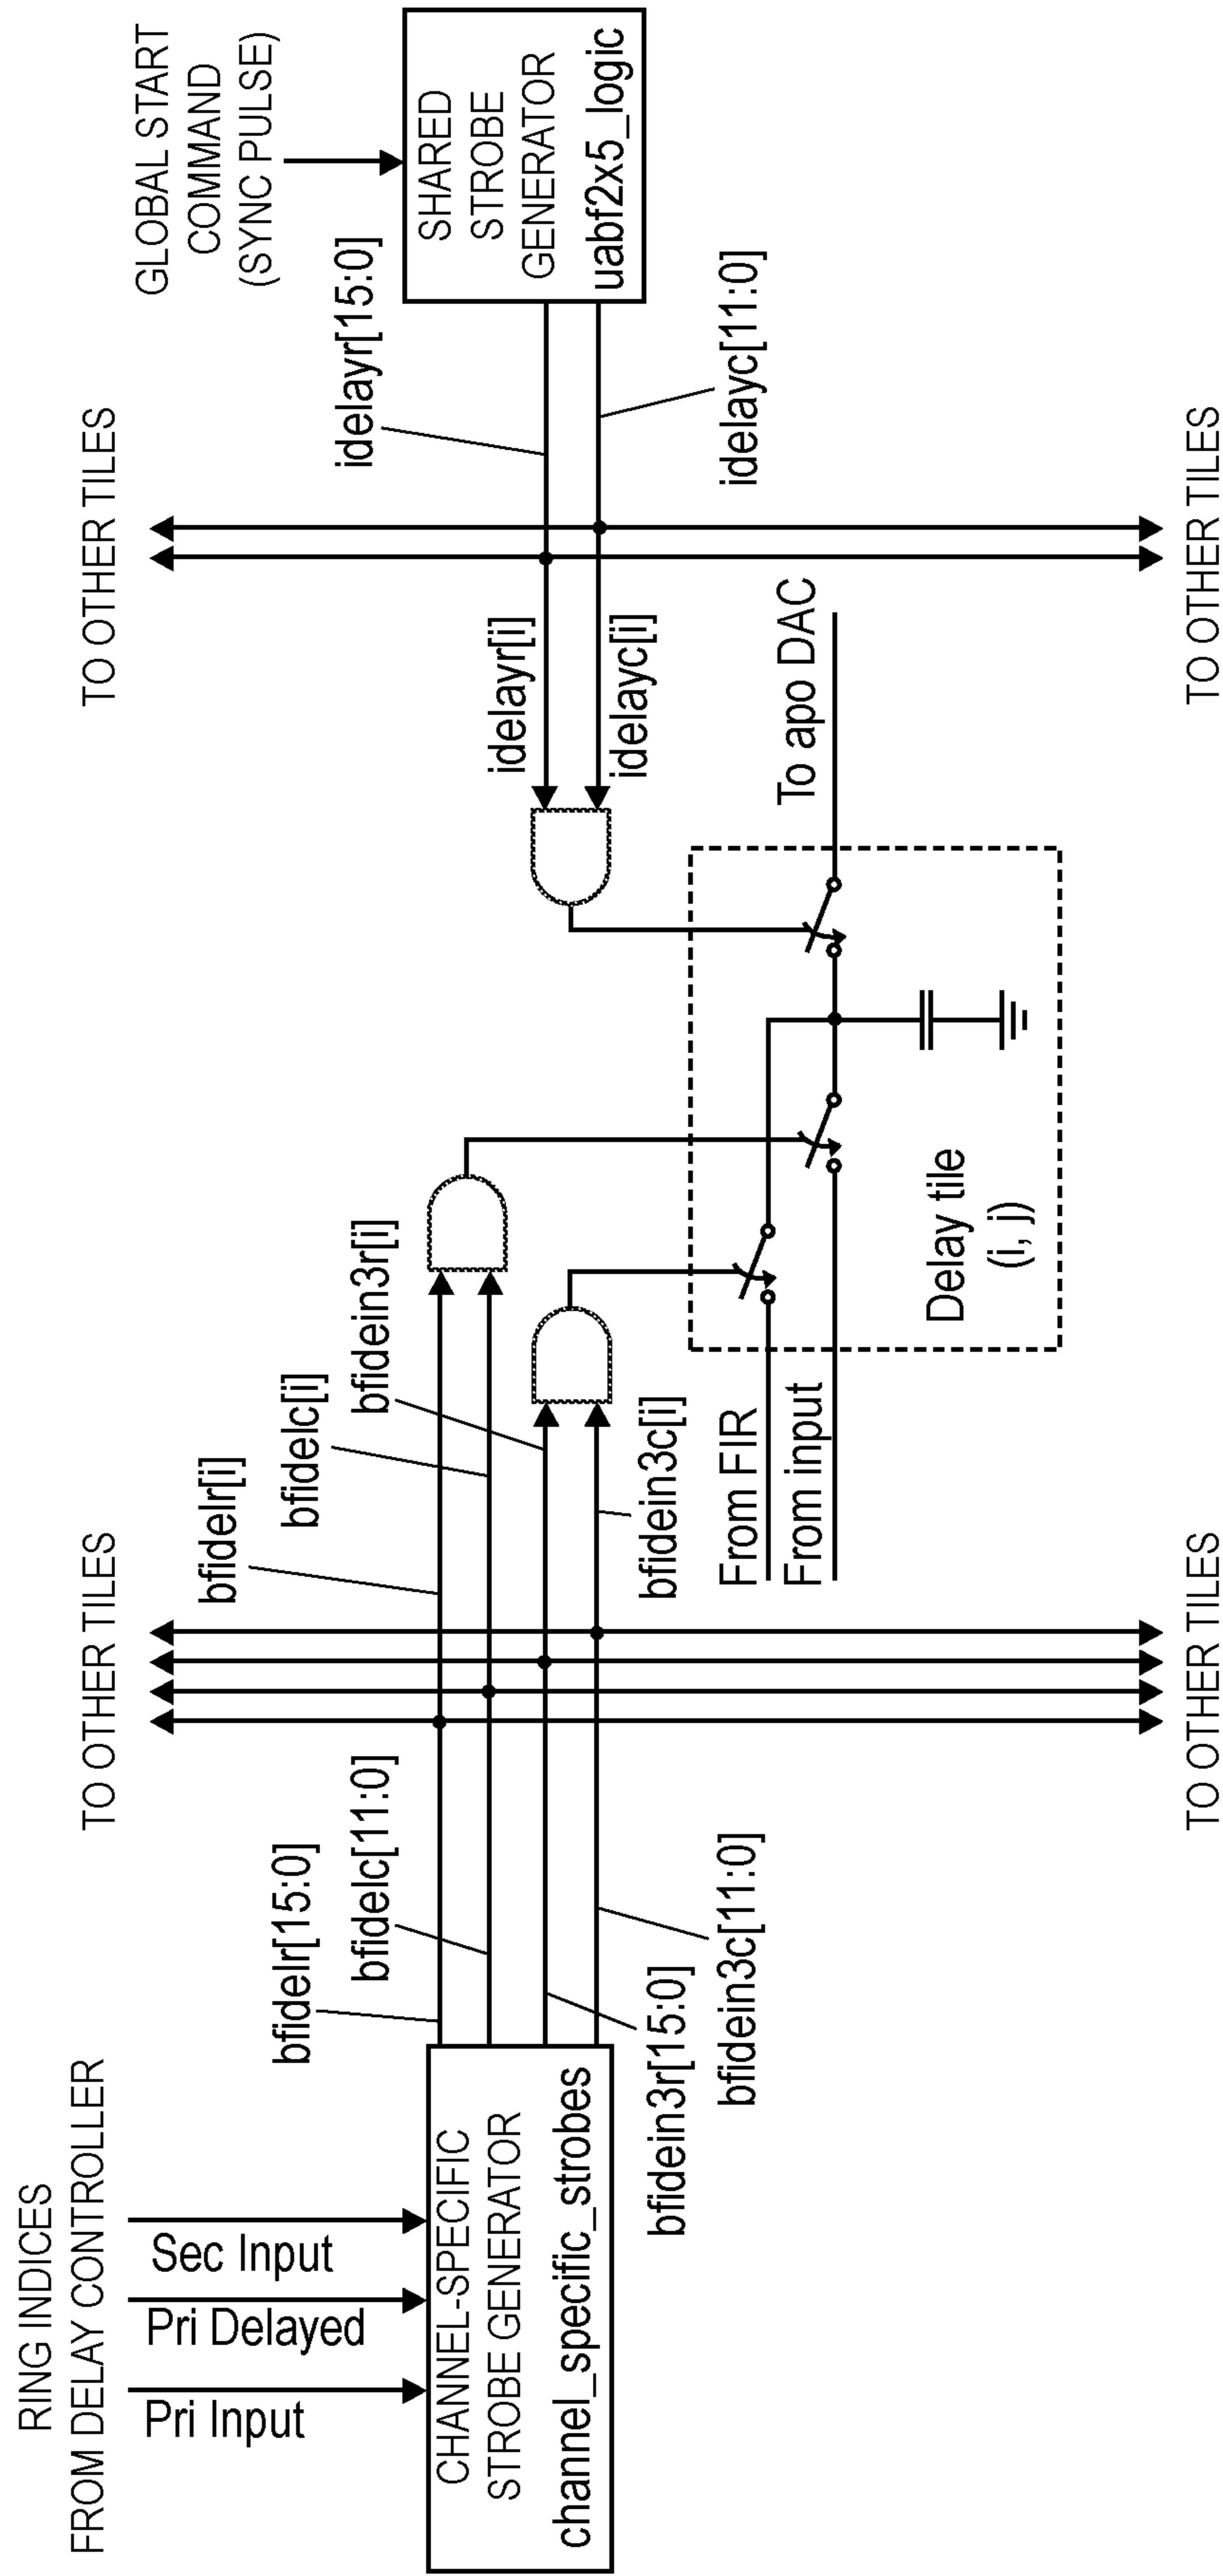 RING INDICES
FROM DELAY CONTROLLER
Pri Input
Pri Delayed
Sec Input
CHANNEL-SPECIFIC
STROBE GENERATOR
channel_specific_strobes
bfidelr[15:0]
bfidelc[11:0]
bfidein3r[15:0]
bfidein3c[11:0]
TO OTHER TILES
TO OTHER TILES
bfidelr[i]
bfidelc[i]
bfidein3r[i]
bfidein3c[i]
From FIR
From input
Delay tile
(i, j)
To apo DAC
idelayr[i]
idelayc[i]
TO OTHER TILES
TO OTHER TILES
idelayr[15:0]
idelayc[11:0]
GLOBAL START
COMMAND
(SYNC PULSE)
SHARED
STROBE
GENERATOR
uabf2x5_logic